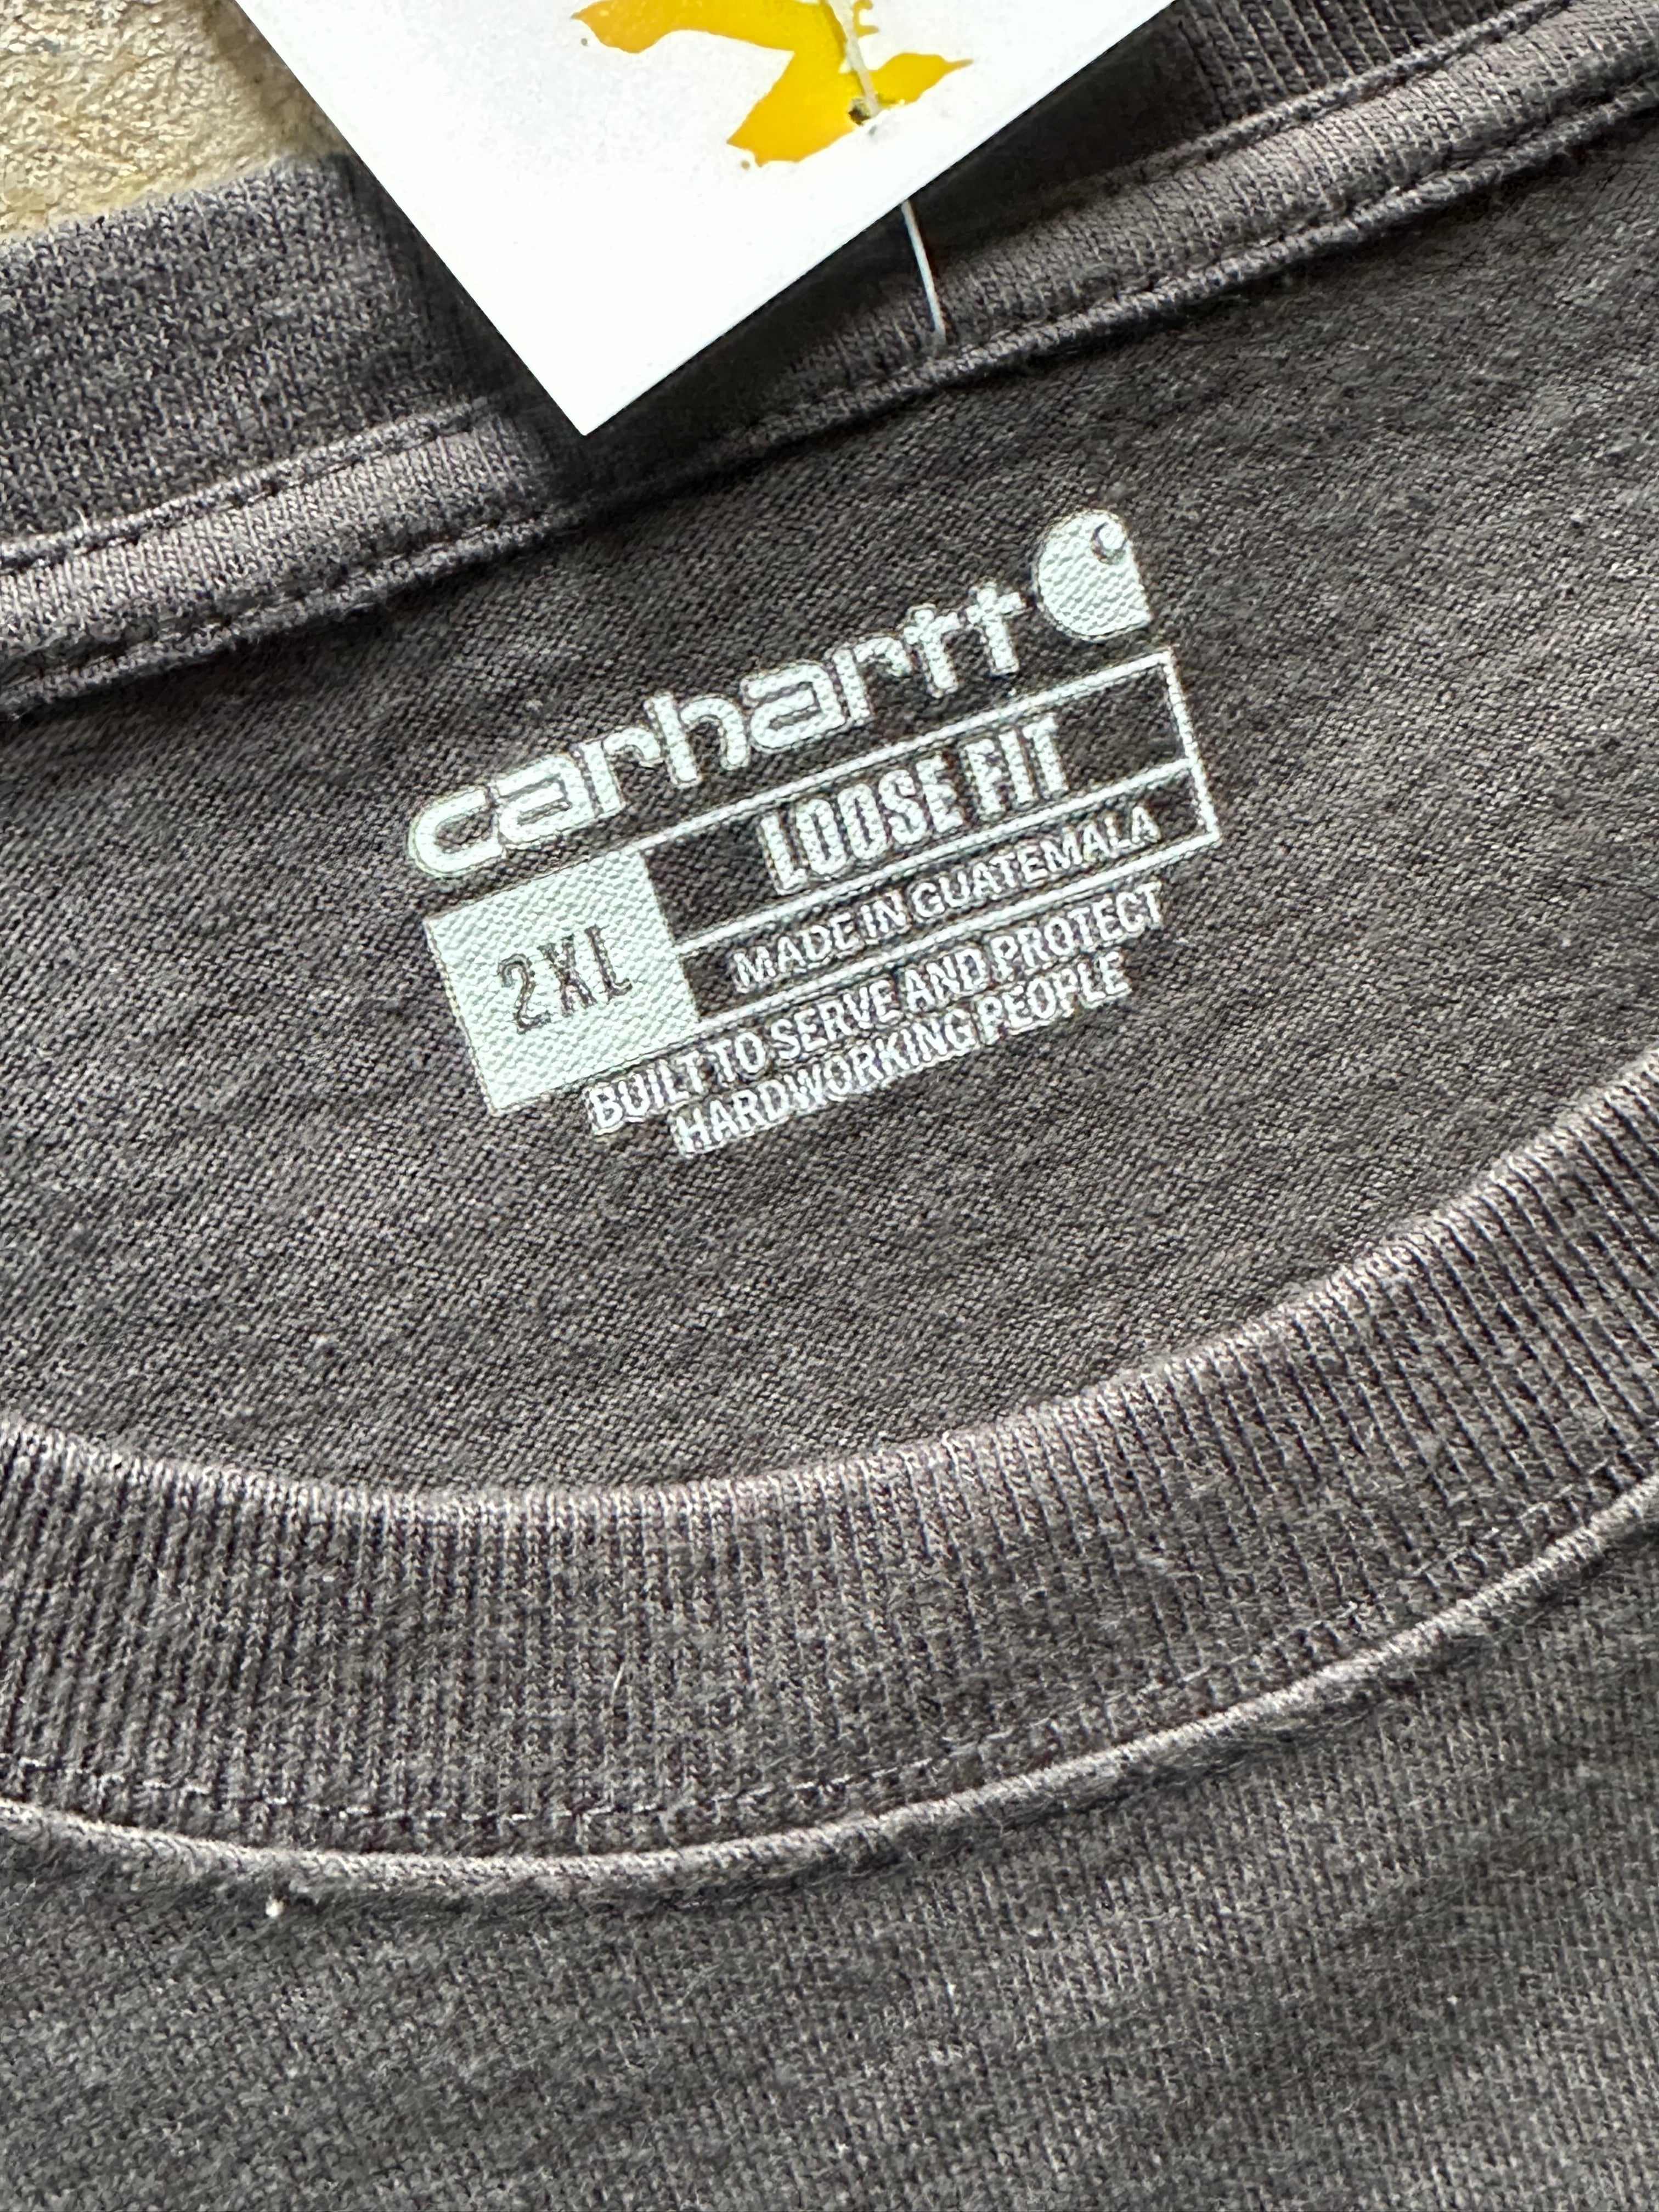 carhartt
LOOSE FIT
2XL
MADE IN GUATEMALA
BUILT TO SERVE AND PROTECT
HARDWORKING PEOPLE